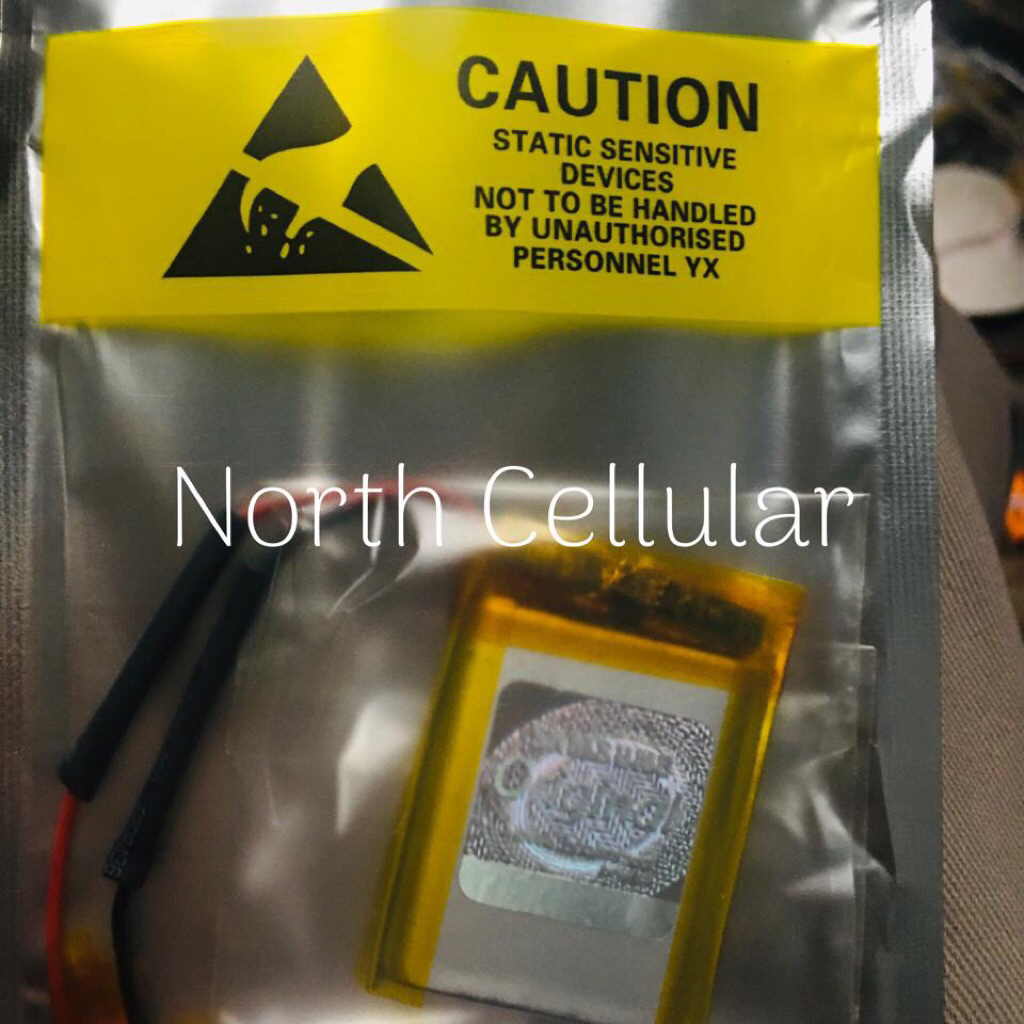 CAUTION
STATIC SENSITIVE
DEVICES
NOT TO BE HANDLED
BY UNAUTHORISED
PERSONNEL YX
North Cellular